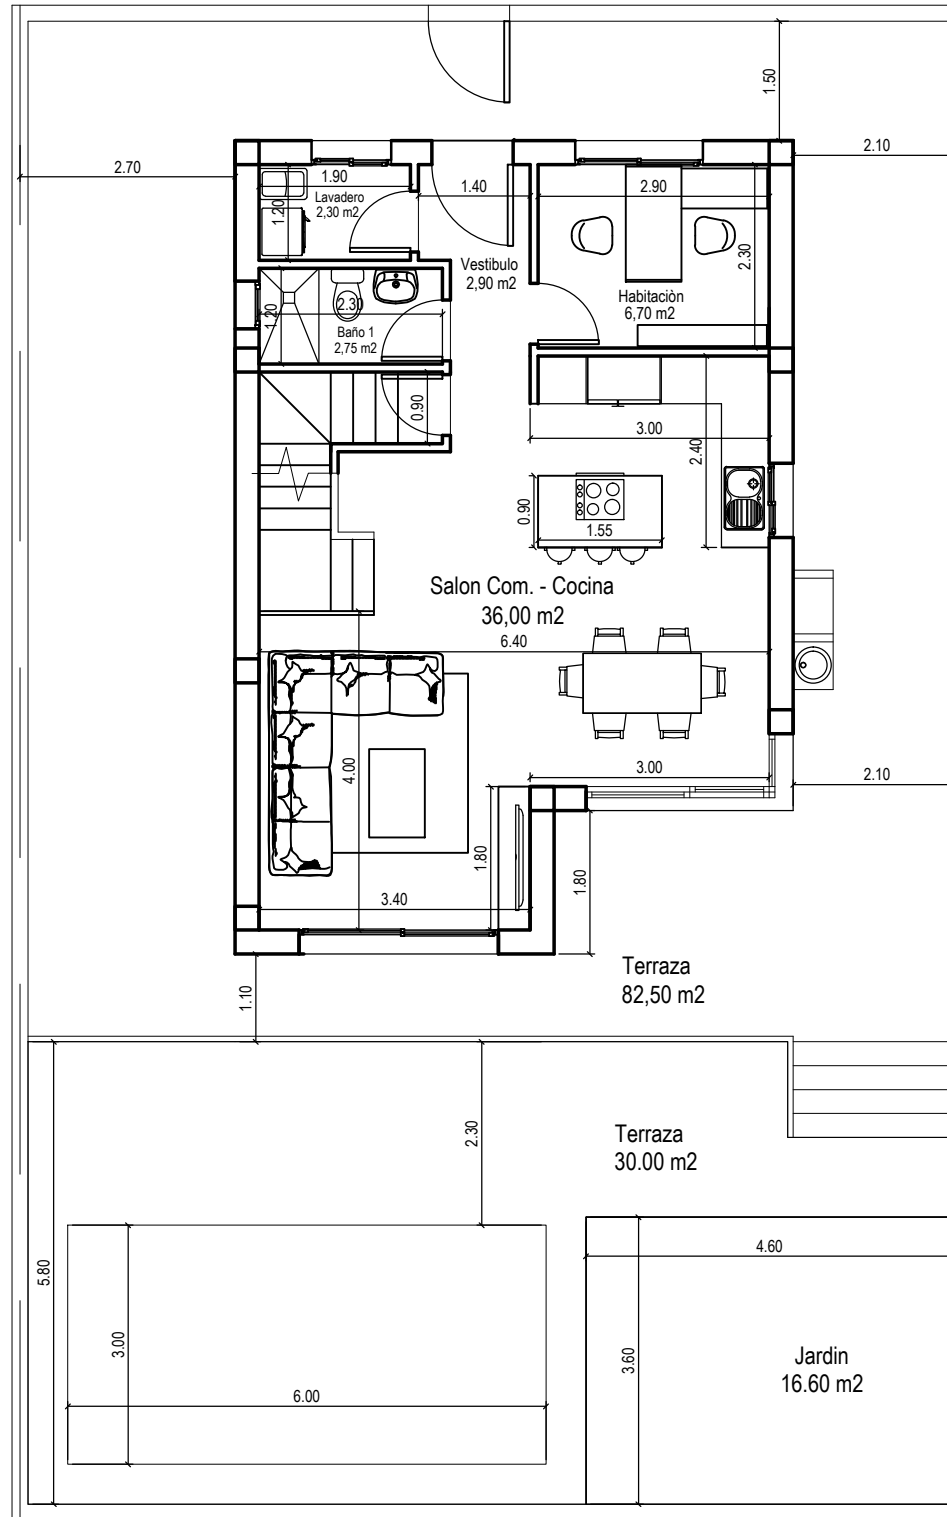 1.50
2.10
2.70
1.90
Lavadero
2,30 m2
1.20
1.40
2.90
Vestibulo
2,90 m2
2.30
Habitaciòn
6,70 m2
1.20
2.30
Baño 1
2,75 m2
0.90
3.00
2.40
0.90
1.55
Salon Com. - Cocina
36,00 m2
6.40
4.00
3.00
2.10
1.80
1.80
3.40
Terraza
82,50 m2
1.10
2.30
Terraza
30.00 m2
4.60
5.80
3.00
3.60
Jardin
16.60 m2
6.00